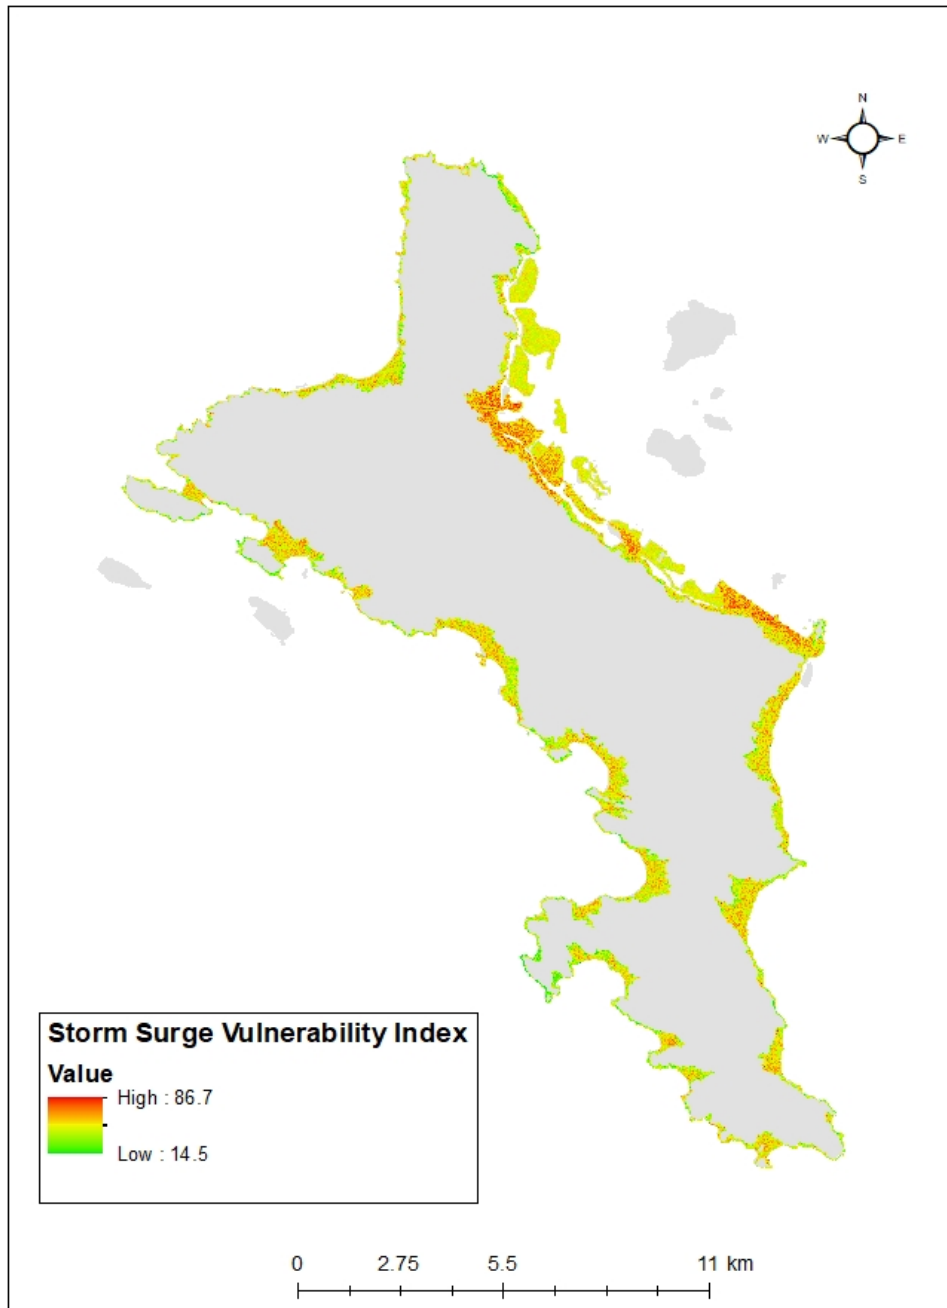 N
W E
S
Storm Surge Vulnerability Index
Value
High : 86.7
Low : 14.5
0 2.75 5.5 11 km